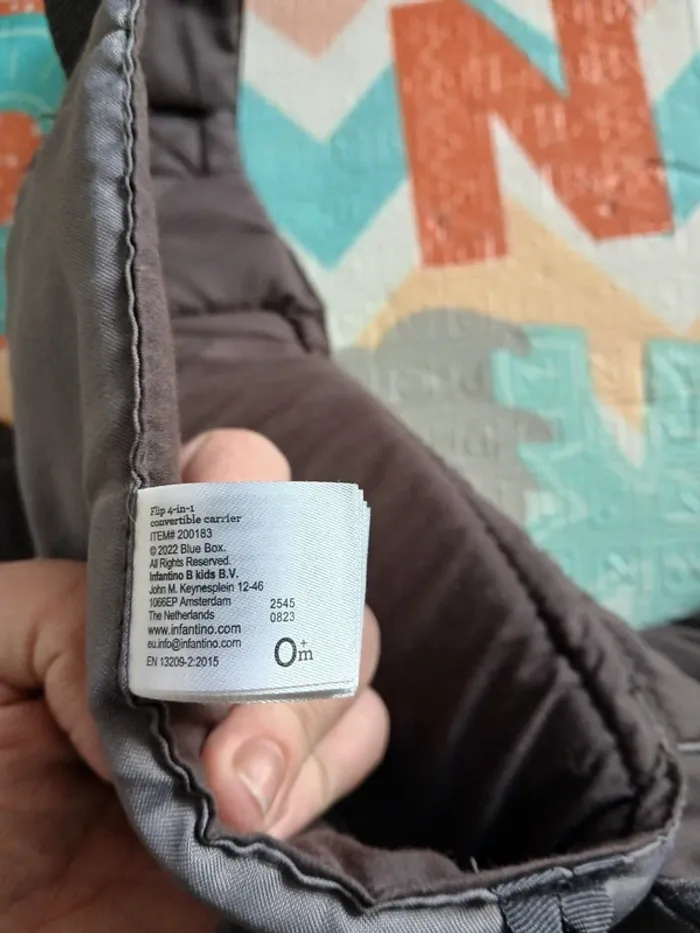 N
Flip 4-in-1
convertible carrier
ITEM# 200183
© 2022 Blue Box.
All Rights Reserved.
Infantino B kids B.V.
John M. Keynesplein 12-46
1066EP Amsterdam 2545
The Netherlands 0823
www.infantino.com
eu.info@infantino.com
EN 13209-2:2015
0+m